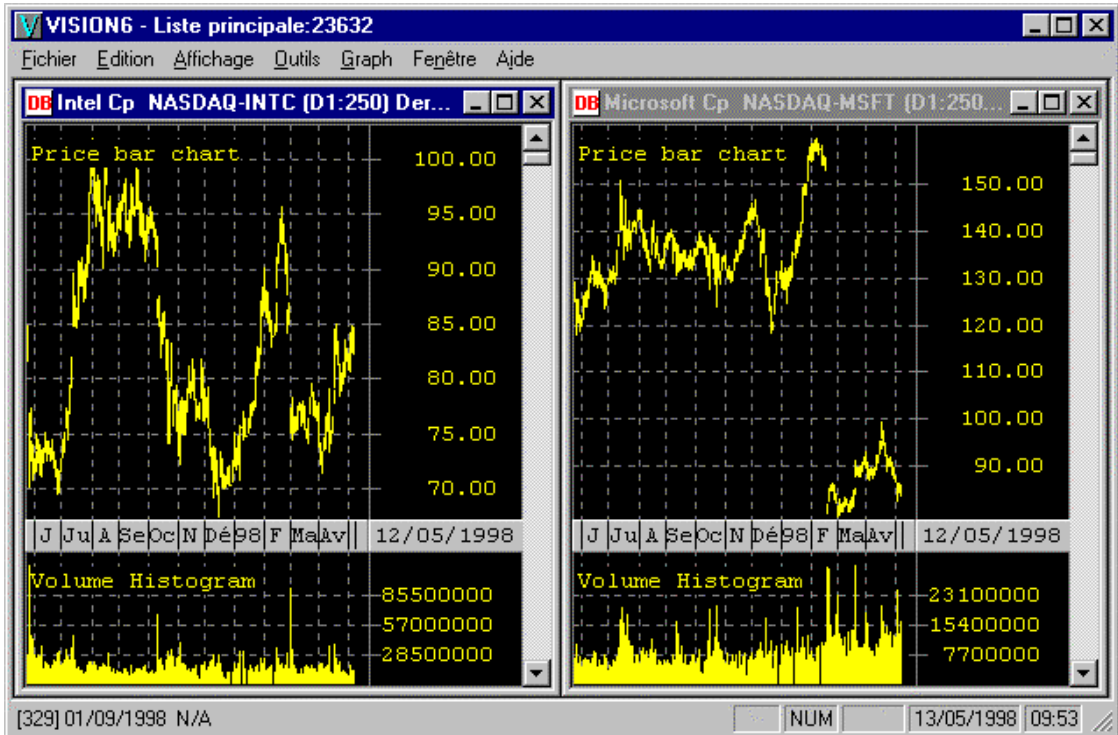 VISION6 - Liste principale:23632
Fichier Edition Affichage Outils Graph Fenêtre Ajde
DB Intel Cp NASDAQ-INTC (D1:250) Der...
Price bar chart
100.00
95.00
90.00
85.00
80.00
75.00
70.00
J Ju A Se Oc N Dé 98 F Ma Av 12/05/1998
Volume Histogram
85500000
57000000
28500000
DB Microsoft Cp NASDAQ-MSFT (D1:250...
Price bar chart
150.00
140.00
130.00
120.00
110.00
100.00
90.00
J Ju A Se Oc N Dé 98 F Ma Av 12/05/1998
Volume Histogram
23100000
15400000
7700000
[329] 01/09/1998 N/A NUM 13/05/1998 09:53